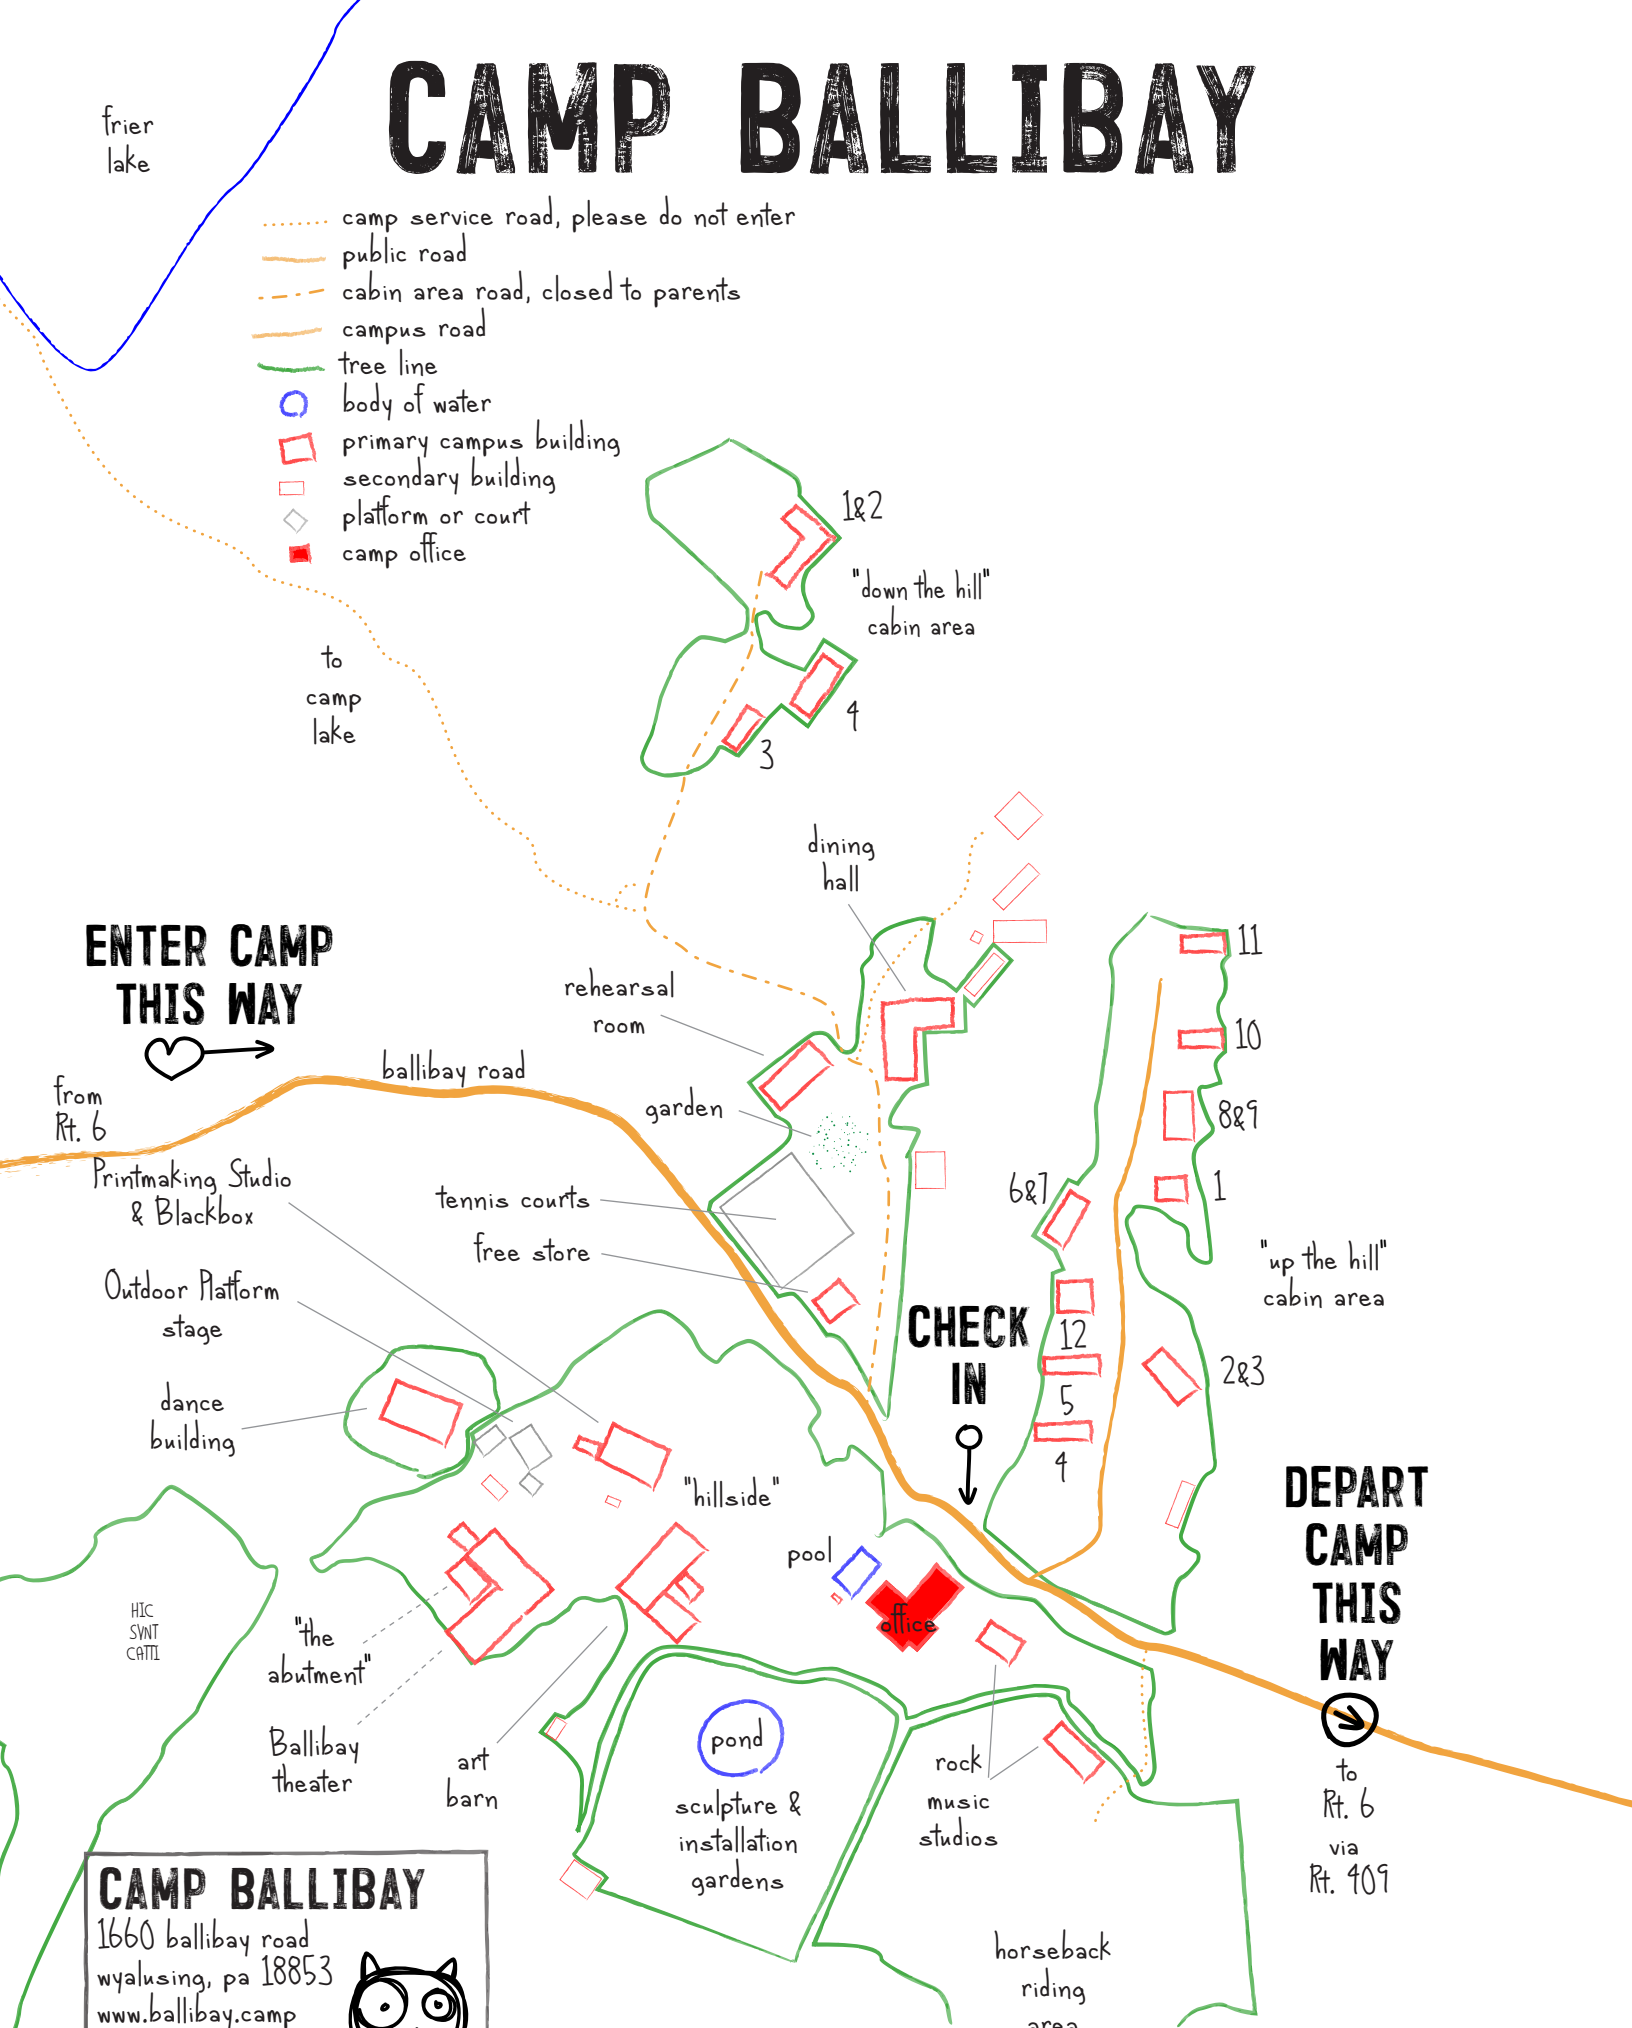 CAMP BALLIBAY
frier
lake
camp service road, please do not enter
public road
cabin area road, closed to parents
campus road
tree line
body of water
primary campus building
secondary building
platform or court
camp office
1&2
"down the hill"
cabin area
4
3
to
camp
lake
dining
hall
ENTER CAMP
THIS WAY
rehearsal
room
11
10
8&9
1
6&7
ballibay road
from
Rt. 6
garden
Printmaking Studio
& Blackbox
tennis courts
free store
"up the hill"
cabin area
Outdoor Platform
stage
CHECK
IN
12
5
4
2&3
dance
building
"hillside"
DEPART
CAMP
THIS
WAY
pool
office
HIC
SVNT
CATTI
"the
abutment"
Ballibay
theater
art
barn
pond
sculpture &
installation
gardens
rock
music
studios
to
Rt. 6
via
Rt. 409
CAMP BALLIBAY
1660 ballibay road
wyalusing, pa 18853
www.ballibay.camp
horseback
riding
area